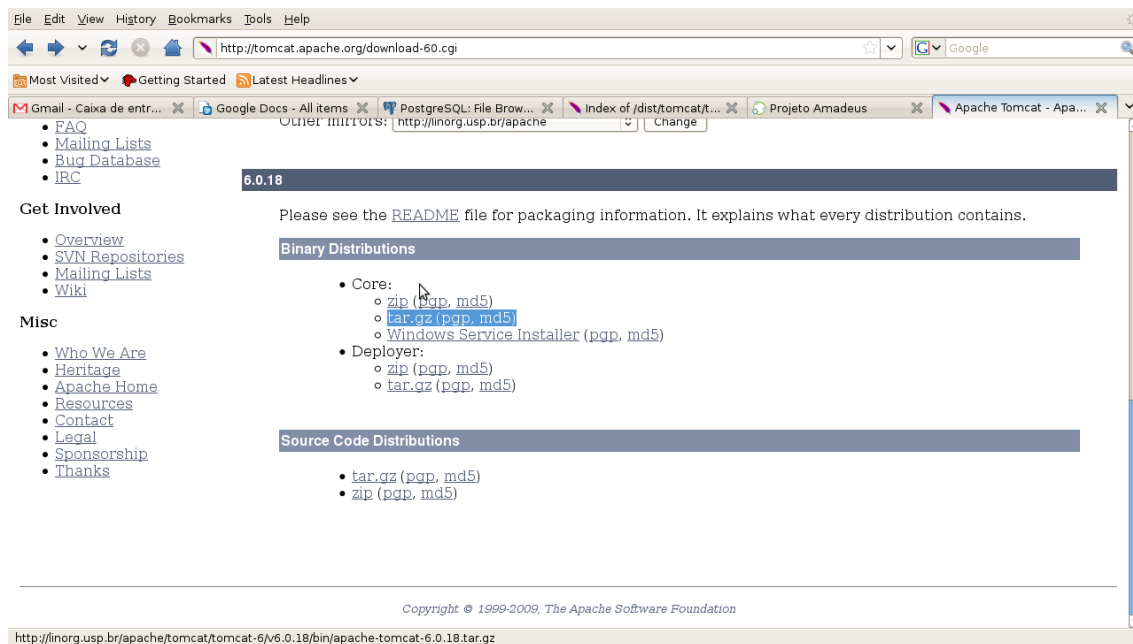 File Edit View History Bookmarks Tools Help
http://tomcat.apache.org/download-60.cgi
Google
Most Visited Getting Started Latest Headlines
Gmail - Caixa de entr... Google Docs - All items PostgreSQL: File Brow... Index of /dist/tomcat/t... Projeto Amadeus Apache Tomcat - Apa...
FAQ
Mailing Lists
Bug Database
IRC
Get Involved
Overview
SVN Repositories
Mailing Lists
Wiki
Misc
Who We Are
Heritage
Apache Home
Resources
Contact
Legal
Sponsorship
Thanks
Other mirrors: http://linorg.usp.br/apache Change
6.0.18
Please see the README file for packaging information. It explains what every distribution contains.
Binary Distributions
Core:
zip (pgp, md5)
tar.gz (pgp, md5)
Windows Service Installer (pgp, md5)
Deployer:
zip (pgp, md5)
tar.gz (pgp, md5)
Source Code Distributions
tar.gz (pgp, md5)
zip (pgp, md5)
Copyright © 1999-2009, The Apache Software Foundation
http://linorg.usp.br/apache/tomcat/tomcat-6/v6.0.18/bin/apache-tomcat-6.0.18.tar.gz